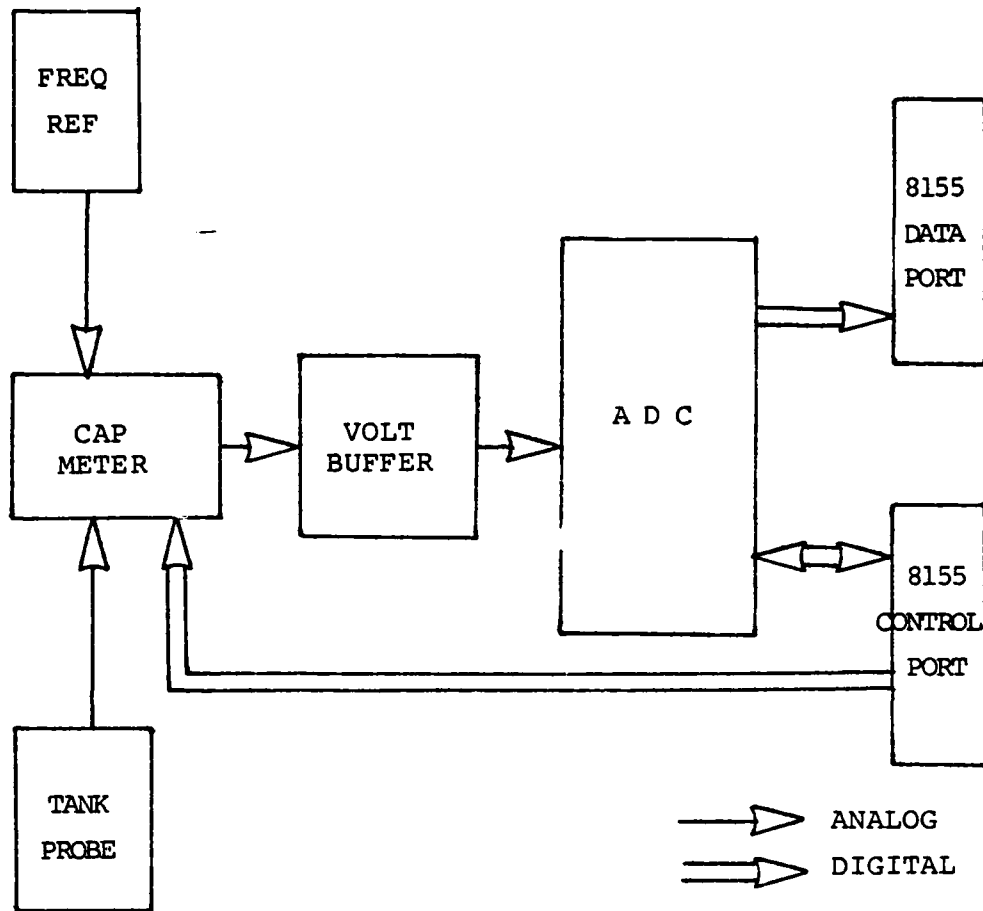 FREQ
REF
8155
DATA
PORT
CAP
METER
VOLT
BUFFER
A D C
8155
CONTROL
PORT
TANK
PROBE
ANALOG
DIGITAL